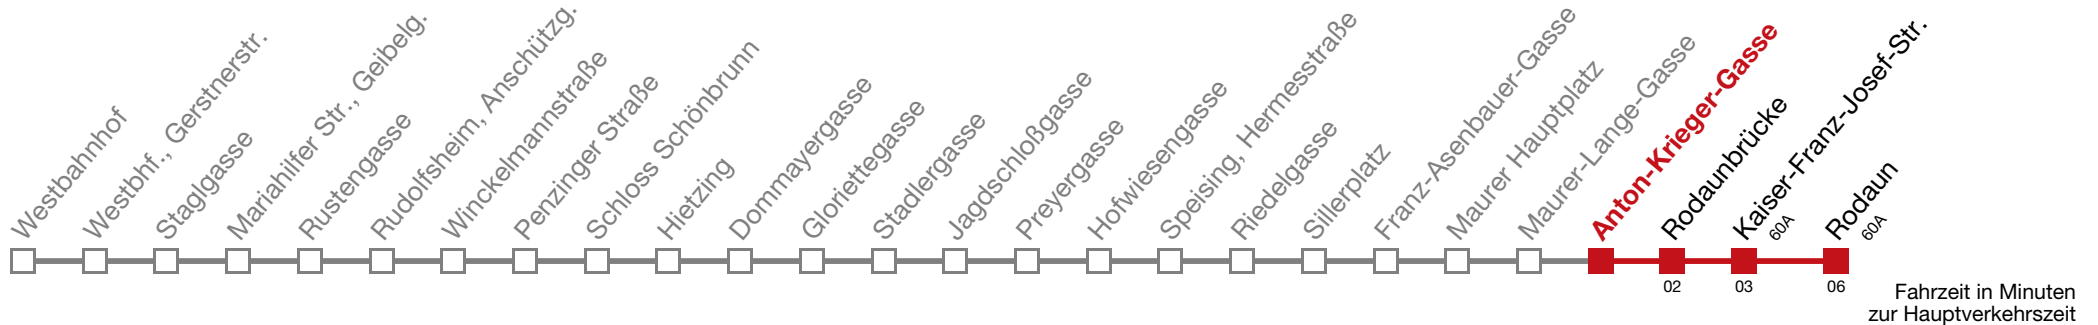 Westbahnhof
Westbhf., Gerstnerstr.
Staglgasse
Mariahilfer Str., Geibelg.
Rustengasse
Rudolfsheim, Anschützg.
Winckelmannstraße
Penzinger Straße
Schloss Schönbrunn
Hietzing
Dommayergasse
Gloriettegasse
Stadlergasse
Jagdschloßgasse
Preyergasse
Hofwiesengasse
Speising, Hermesstraße
Riedelgasse
Sillerplatz
Franz-Asenbauer-Gasse
Maurer Hauptplatz
Maurer-Lange-Gasse
Anton-Krieger-Gasse
Rodaunbrücke
Kaiser-Franz-Josef-Str.
60A
Rodaun
60A
02
03
06
Fahrzeit in Minuten
zur Hauptverkehrszeit